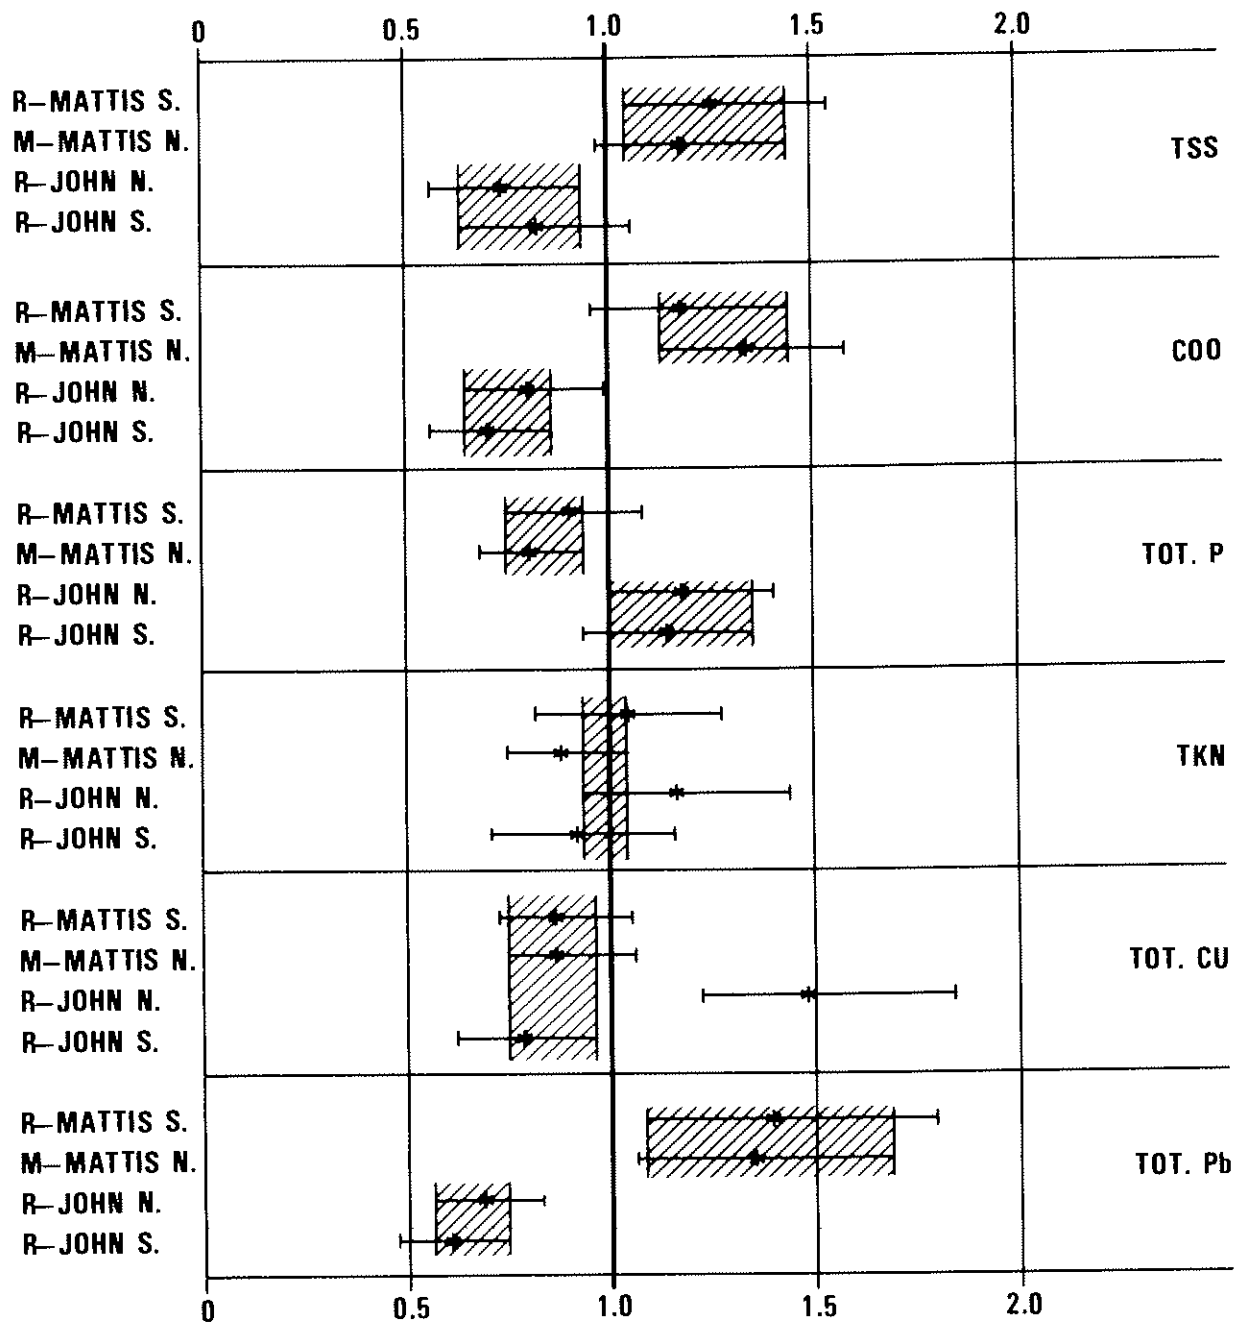 0 0.5 1.0 1.5 2.0
R-MATTIS S.
M-MATTIS N.
TSS
R-JOHN N.
R-JOHN S.
R-MATTIS S.
M-MATTIS N.
COO
R-JOHN N.
R-JOHN S.
R-MATTIS S.
M-MATTIS N.
TOT. P
R-JOHN N.
R-JOHN S.
R-MATTIS S.
M-MATTIS N.
TKN
R-JOHN N.
R-JOHN S.
R-MATTIS S.
M-MATTIS N.
TOT. CU
R-JOHN N.
R-JOHN S.
R-MATTIS S.
M-MATTIS N.
TOT. Pb
R-JOHN N.
R-JOHN S.
0 0.5 1.0 1.5 2.0